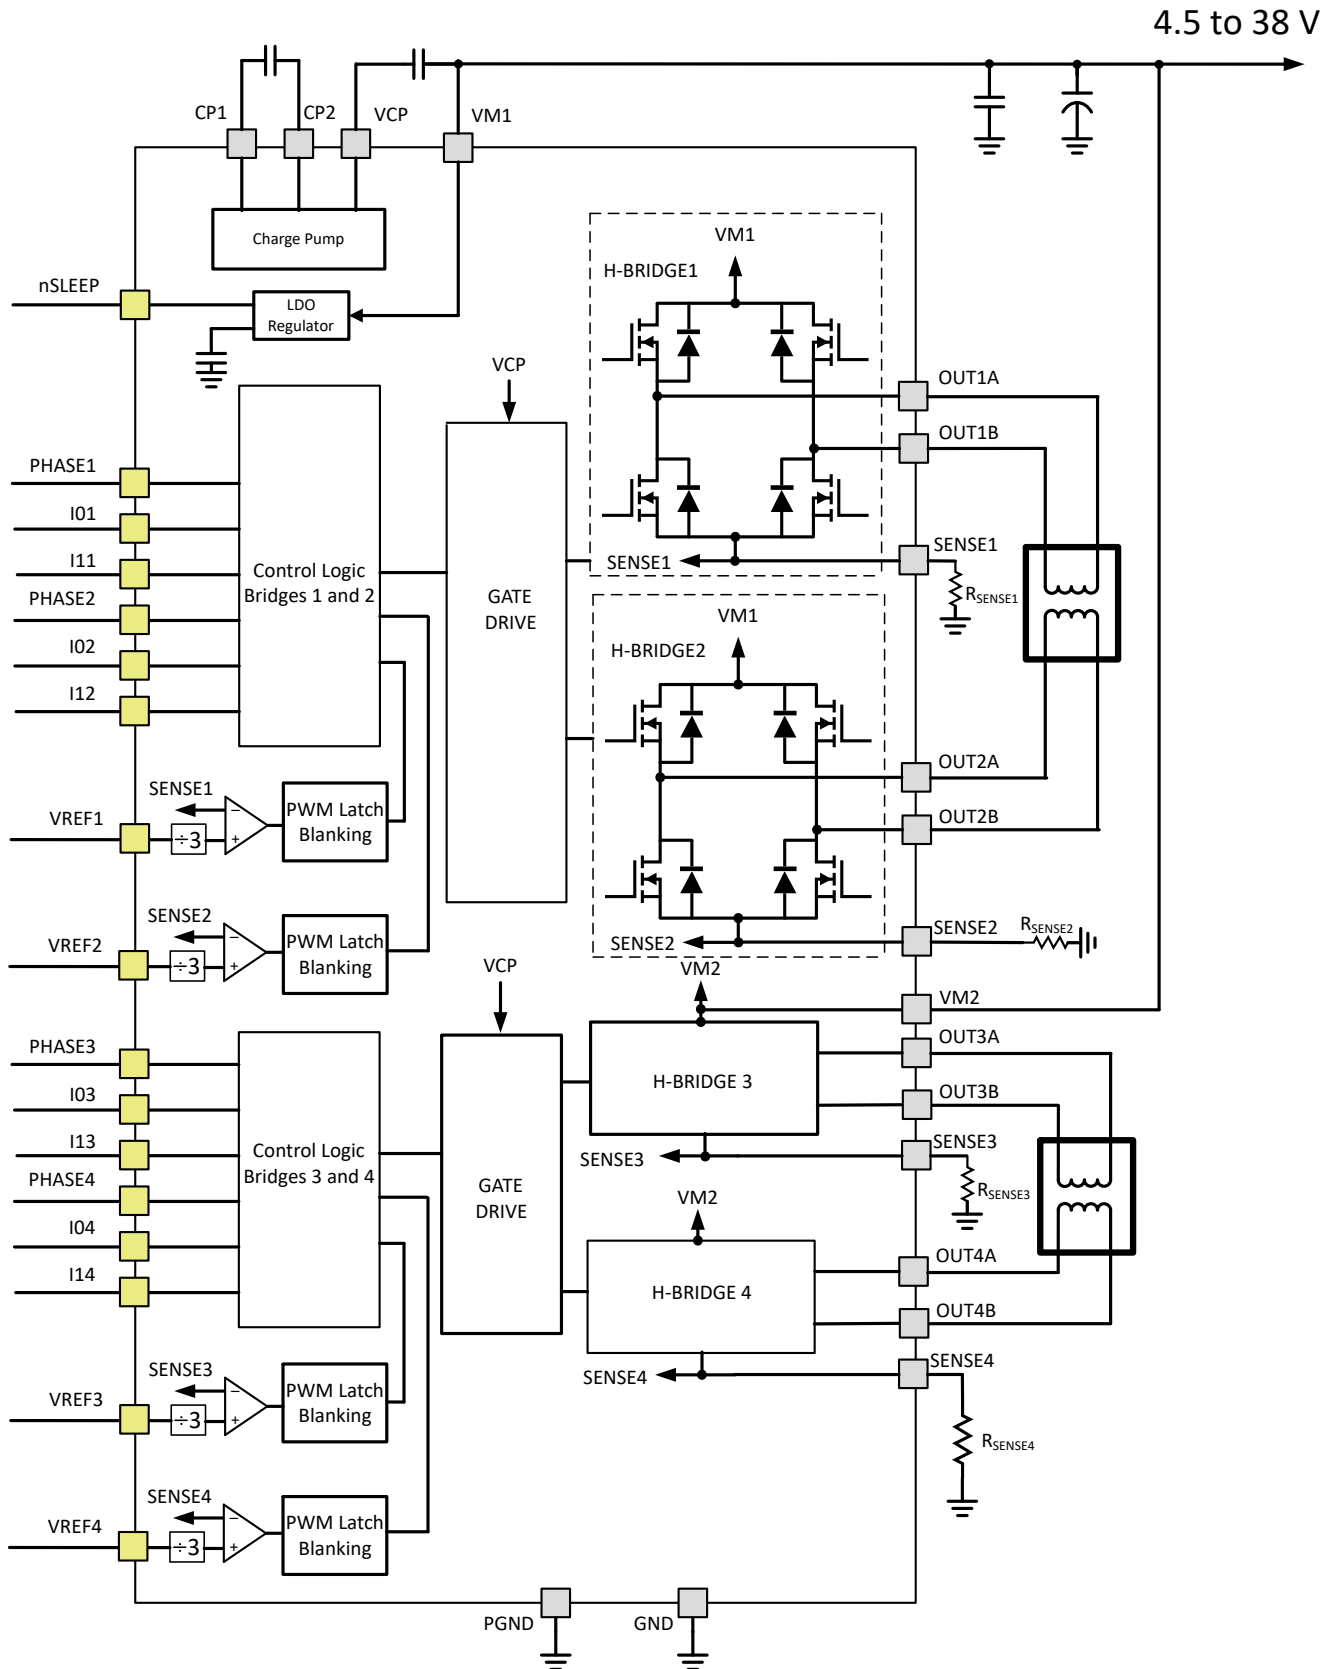 4.5 to 38 V
CP1
CP2
VCP
VM1
Charge Pump
nSLEEP
LDO
Regulator
VM1
H-BRIDGE1
VCP
OUT1A
OUT1B
PHASE1
I01
I11
PHASE2
I02
I12
Control Logic
Bridges 1 and 2
GATE
DRIVE
SENSE1
SENSE1
RSENSE1
VM1
H-BRIDGE2
OUT2A
OUT2B
SENSE1
VREF1
÷3
−
+
PWM Latch
Blanking
SENSE2
VREF2
÷3
−
+
PWM Latch
Blanking
SENSE2
SENSE2
RSENSE2
VCP
VM2
VM2
PHASE3
I03
I13
PHASE4
I04
I14
Control Logic
Bridges 3 and 4
GATE
DRIVE
H-BRIDGE 3
OUT3A
OUT3B
SENSE3
SENSE3
RSENSE3
VM2
H-BRIDGE 4
OUT4A
OUT4B
SENSE4
SENSE4
RSENSE4
SENSE3
VREF3
÷3
−
+
PWM Latch
Blanking
SENSE4
VREF4
÷3
−
+
PWM Latch
Blanking
PGND
GND